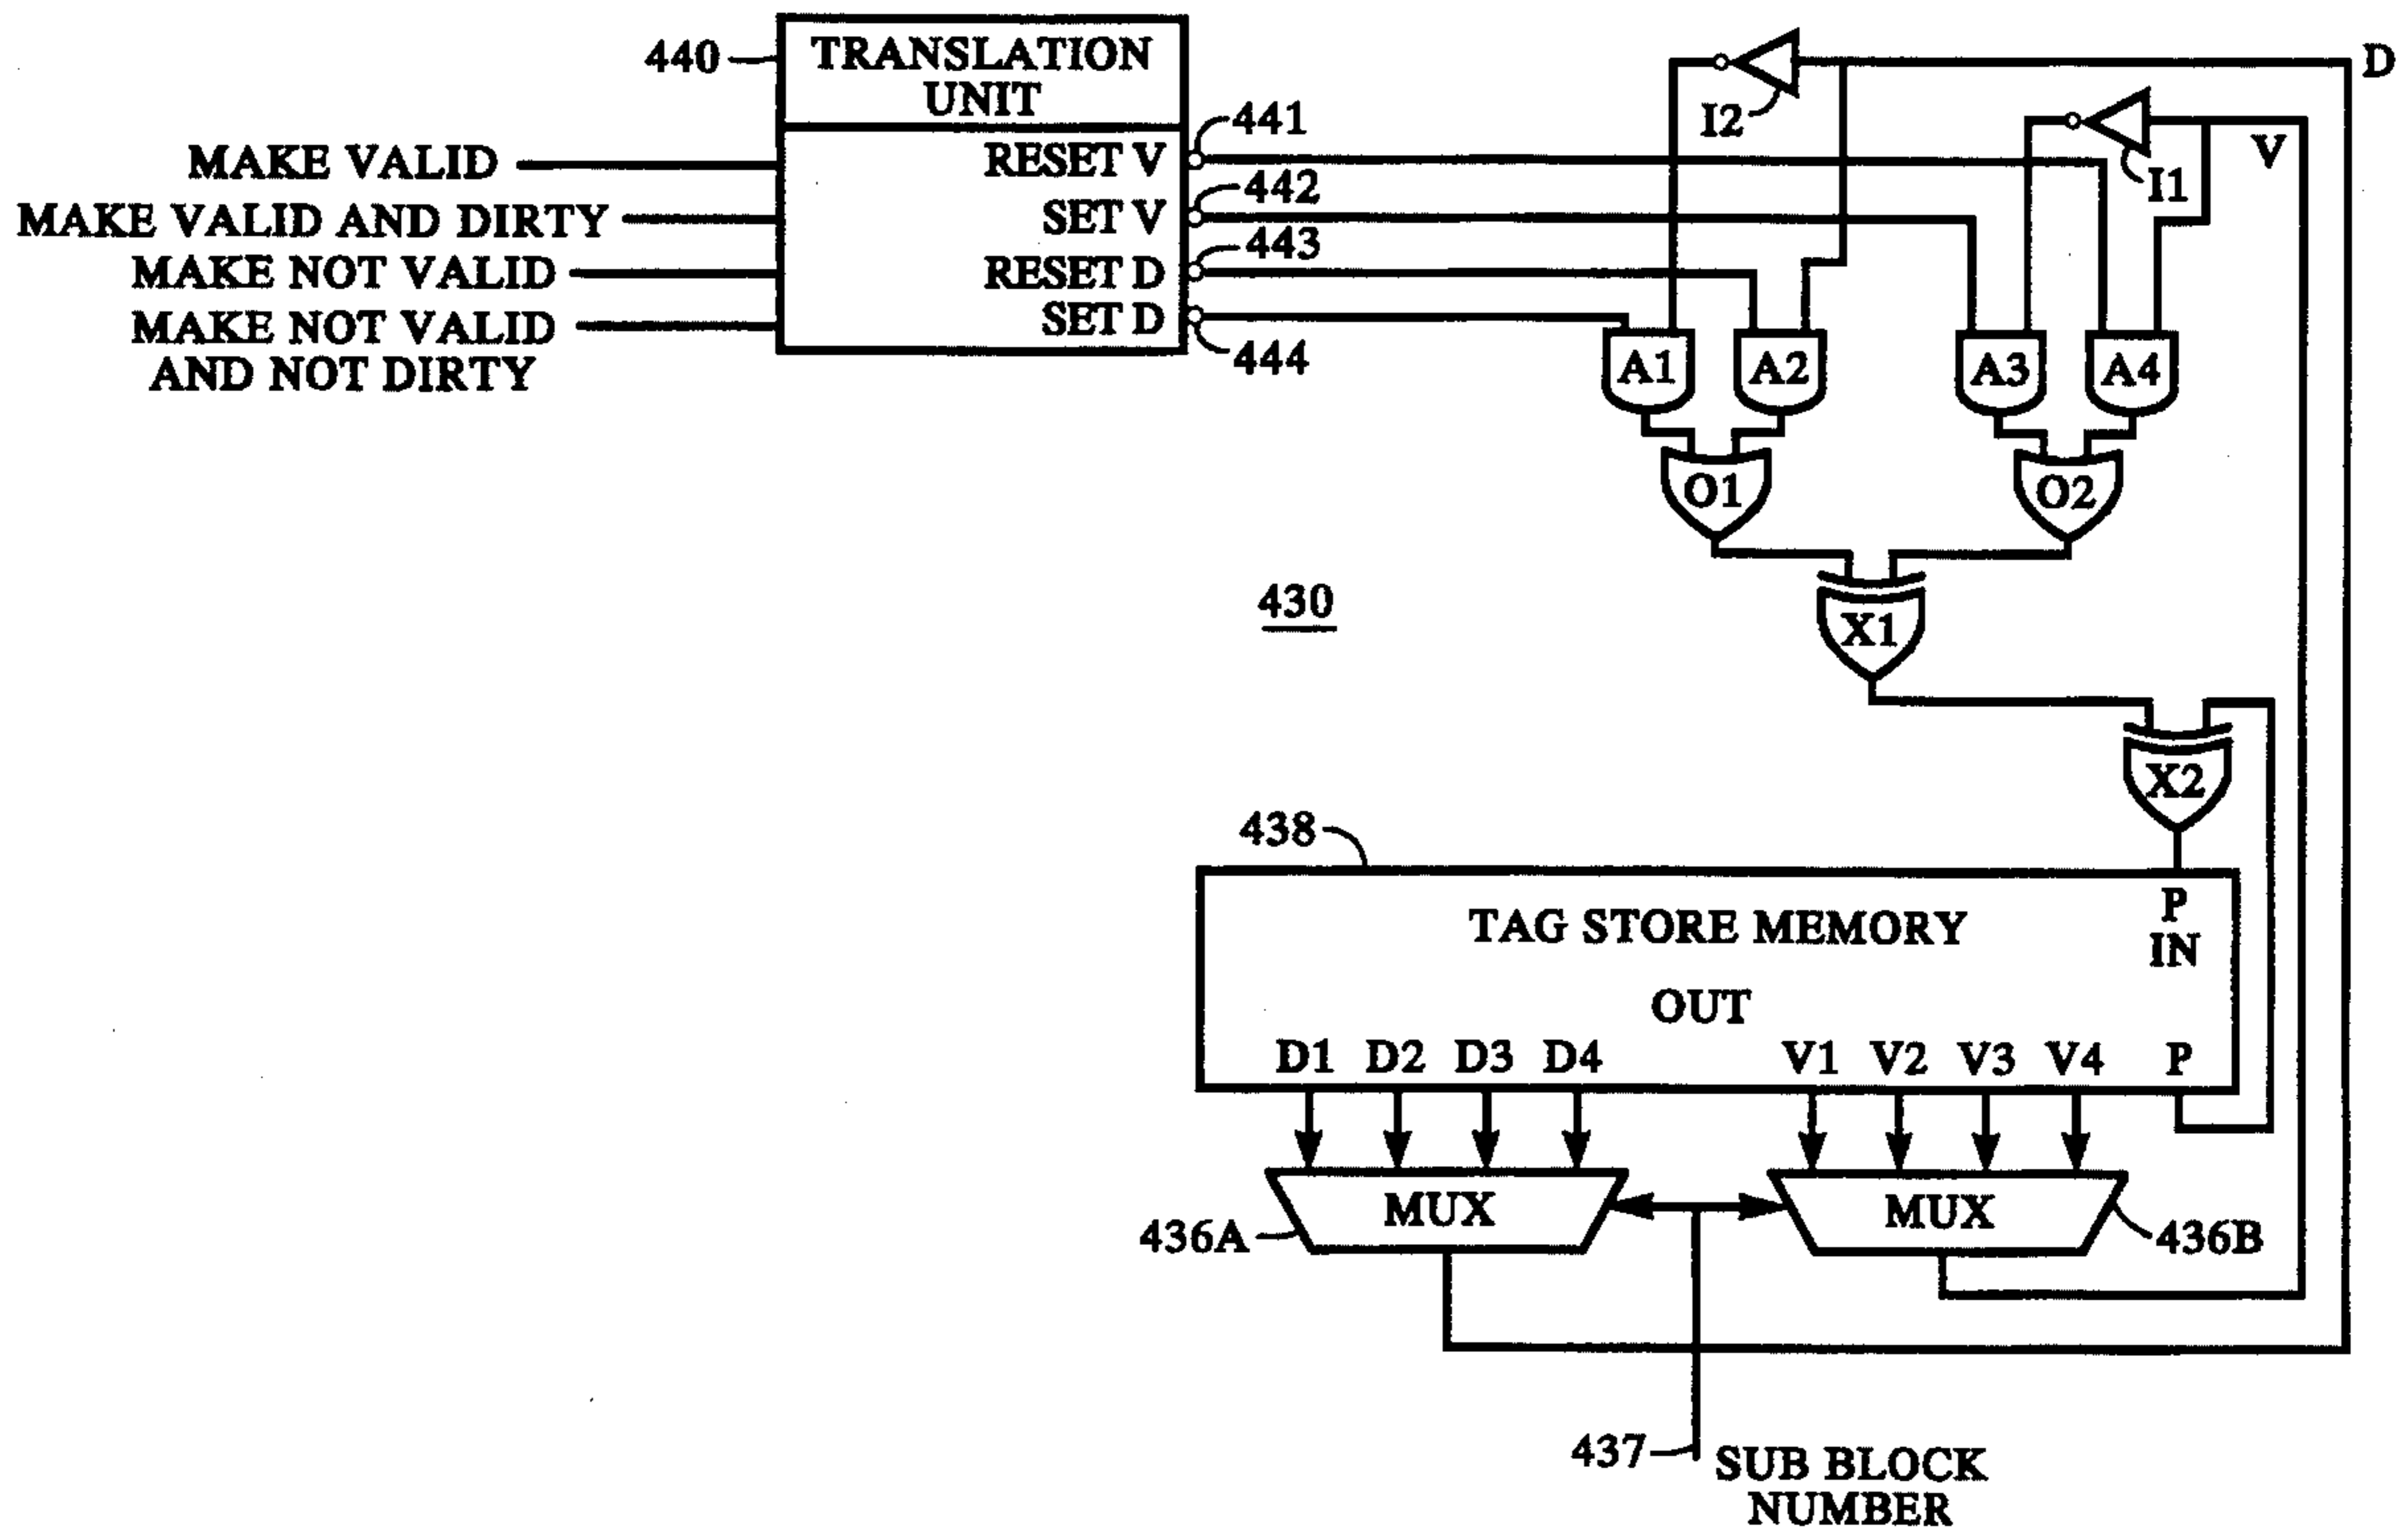 440
TRANSLATION
UNIT
MAKE VALID
MAKE VALID AND DIRTY
MAKE NOT VALID
MAKE NOT VALID
AND NOT DIRTY
RESET V
SET V
RESET D
SET D
441
442
443
444
I2
D
I1
V
A1
A2
A3
A4
O1
O2
X1
430
X2
438
TAG STORE MEMORY
P
IN
OUT
D1 D2 D3 D4 V1 V2 V3 V4 P
MUX
MUX
436A
436B
437
SUB BLOCK
NUMBER